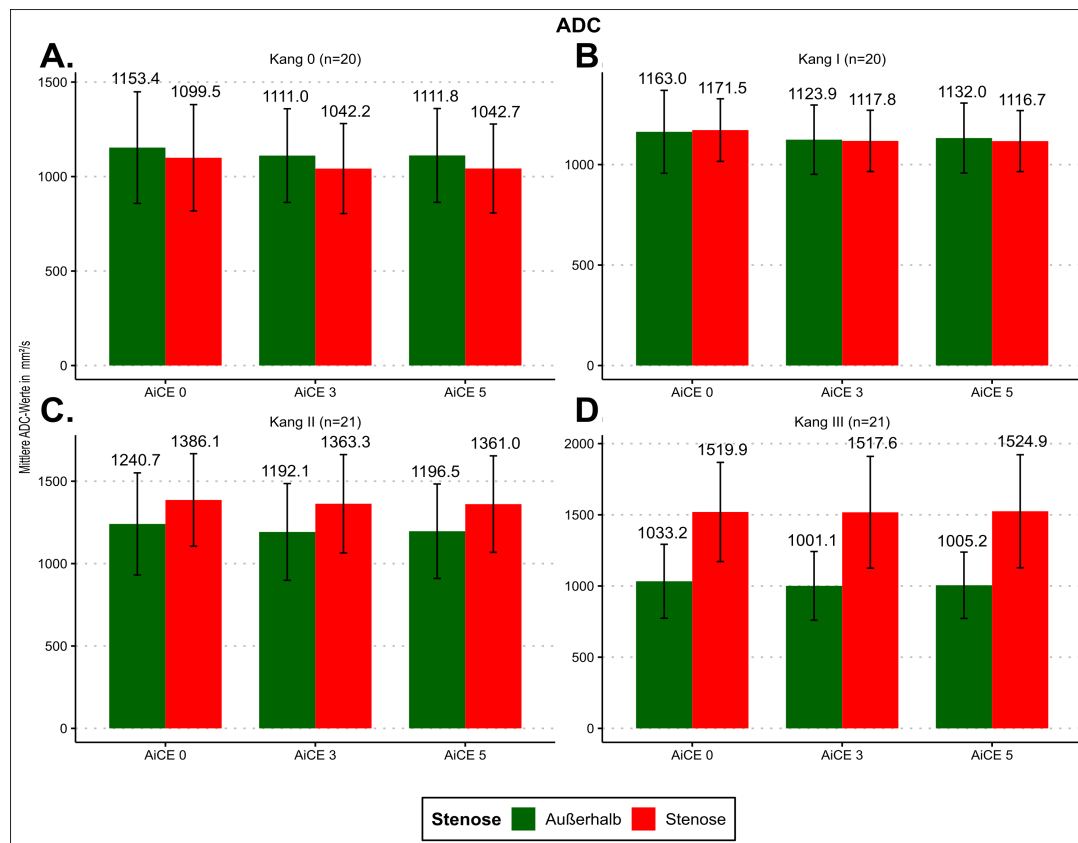 ADC
A.
Kang 0 (n=20)
1153.4 1099.5 1111.0 1042.2 1111.8 1042.7
1500
1000
500
0
AiCE 0 AiCE 3 AiCE 5
B
Kang I (n=20)
1163.0 1171.5 1123.9 1117.8 1132.0 1116.7
1000
500
0
AiCE 0 AiCE 3 AiCE 5
Mittlere ADC-Werte in mm²/s
C.
Kang II (n=21)
1240.7 1386.1 1192.1 1363.3 1196.5 1361.0
1500
1000
500
0
AiCE 0 AiCE 3 AiCE 5
D
Kang III (n=21)
1033.2 1519.9 1001.1 1517.6 1005.2 1524.9
2000
1500
1000
500
0
AiCE 0 AiCE 3 AiCE 5
Stenose Außerhalb Stenose